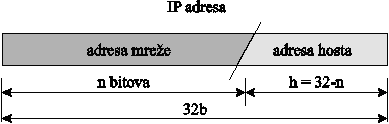 IP adresa
adresa mreže adresa hosta
n bitova h = 32-n
32b